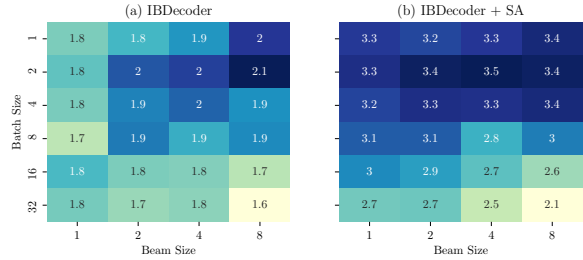 (a) IBDecoder
(b) IBDecoder + SA
Batch Size
1 1.8 1.8 1.9 2
2 1.8 2 2 2.1
4 1.8 1.9 2 1.9
8 1.7 1.9 1.9 1.9
16 1.8 1.8 1.8 1.7
32 1.8 1.7 1.8 1.6
1 2 4 8
Beam Size
3.3 3.2 3.3 3.4
3.3 3.4 3.5 3.4
3.2 3.3 3.3 3.4
3.1 3.1 2.8 3
3 2.9 2.7 2.6
2.7 2.7 2.5 2.1
1 2 4 8
Beam Size